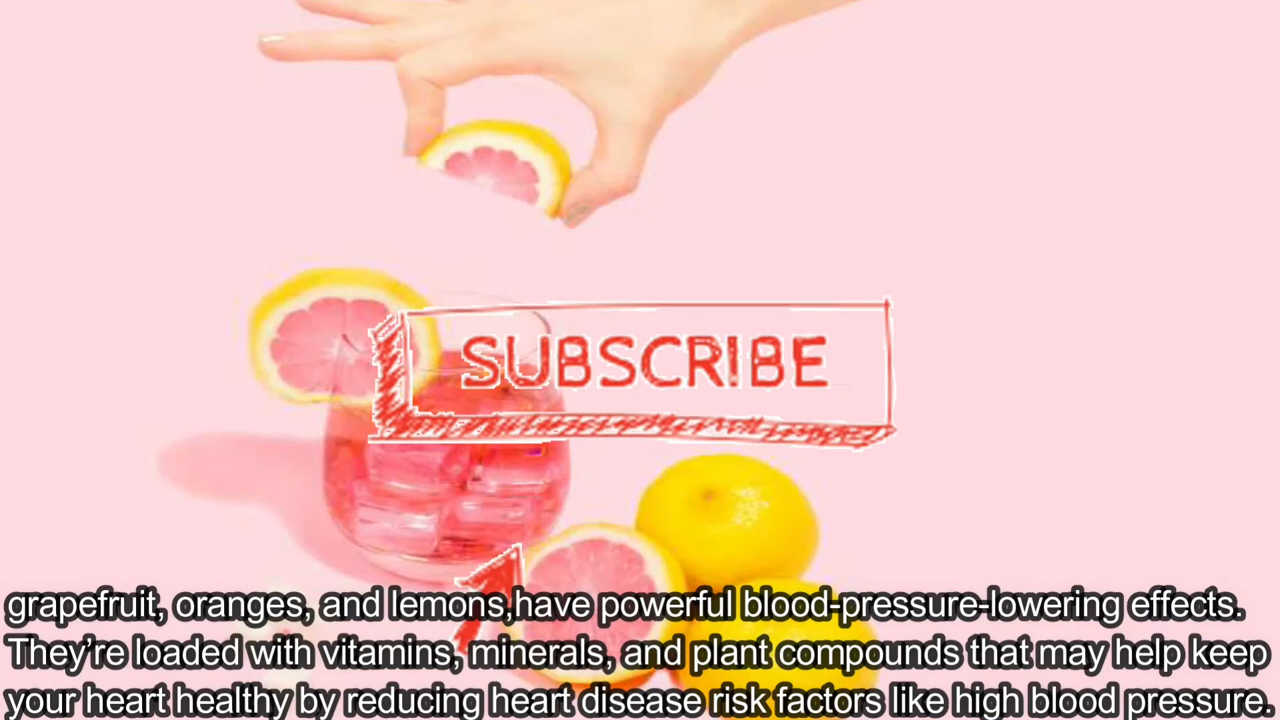 SUBSCRIBE
grapefruit, oranges, and lemons,have powerful blood-pressure-lowering effects.
They’re loaded with vitamins, minerals, and plant compounds that may help keep
your heart healthy by reducing heart disease risk factors like high blood pressure.